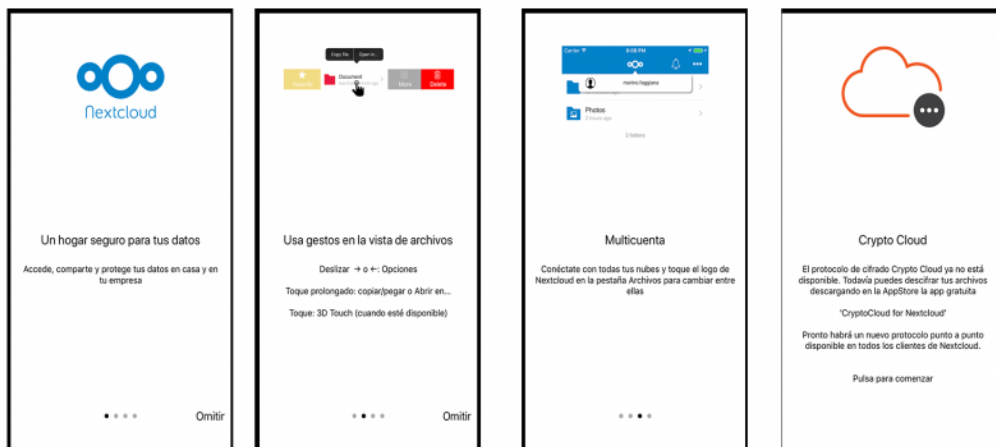 Nextcloud
Un hogar seguro para tus datos
Accede, comparte y protege tus datos en casa y en
tu empresa
Omitir
Copy file Open in...
Favorite
Document
More
Delete
Usa gestos en la vista de archivos
Deslizar → o ←: Opciones
Toque prolongado: copiar/pegar o Abrir en...
Toque: 3D Touch (cuando esté disponible)
Omitir
Carrier 6:08 PM
marino faggiana
Photos
2 folders
Multicuenta
Conéctate con todas tus nubes y toque el logo de
Nextcloud en la pestaña Archivos para cambiar entre
ellas
Crypto Cloud
El protocolo de cifrado Crypto Cloud ya no está
disponible. Todavía puedes descifrar tus archivos
descargando en la AppStore la app gratuita
'CryptoCloud for Nextcloud'
Pronto habrá un nuevo protocolo punto a punto
disponible en todos los clientes de Nextcloud.
Pulsa para comenzar